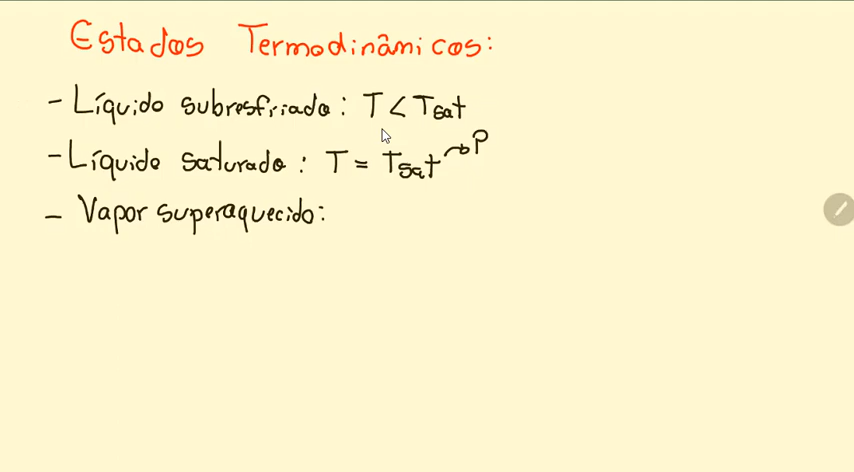 Estados Termodinâmicos:
- Líquido subresfriado: T < Tsat
- Líquido saturado: T = Tsat → P
- Vapor superaquecido: